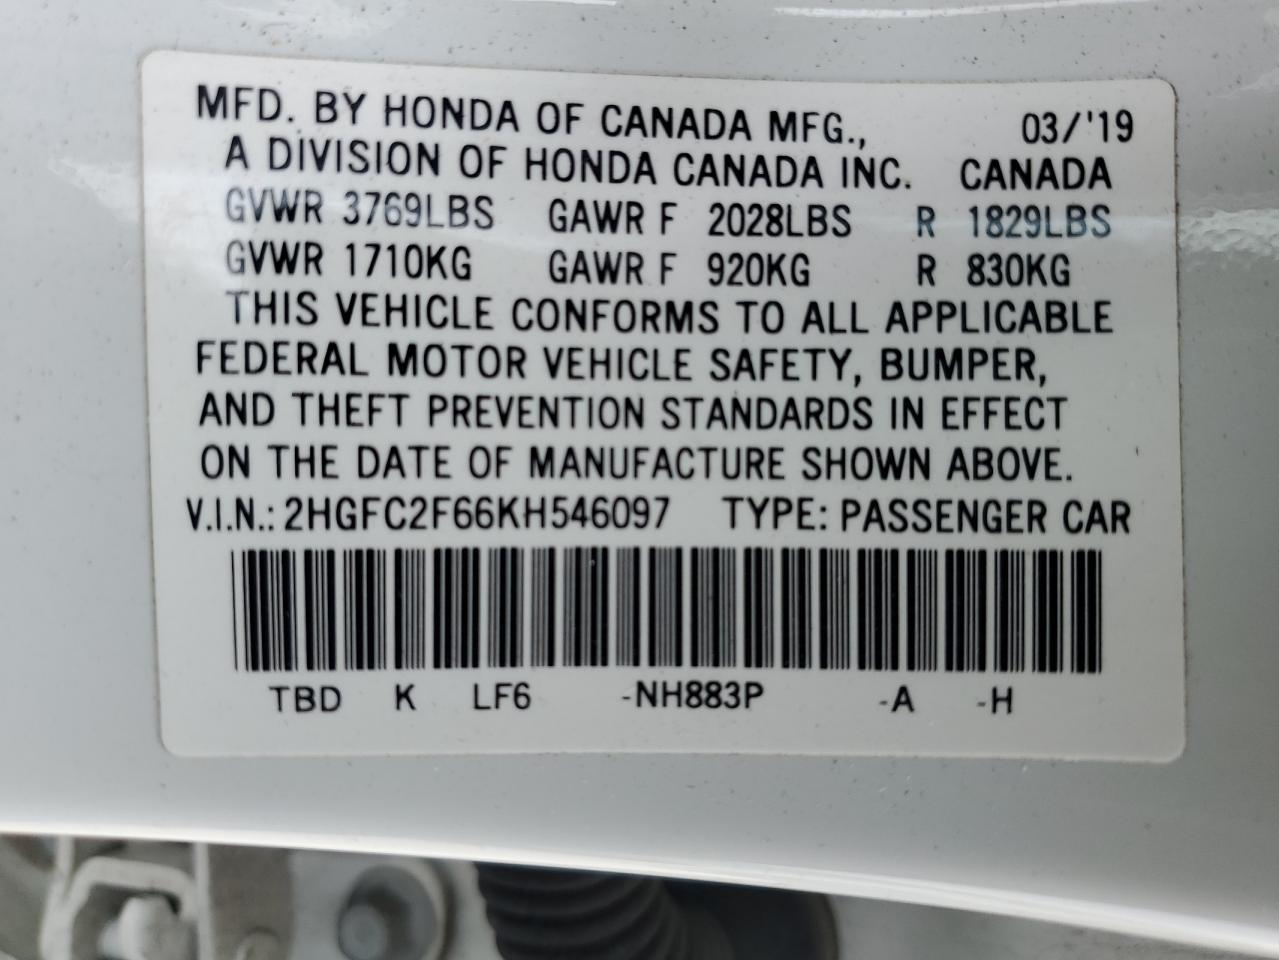 MFD. BY HONDA OF CANADA MFG., 03/'19
A DIVISION OF HONDA CANADA INC. CANADA
GVWR 3769LBS GAWR F 2028LBS R 1829LBS
GVWR 1710KG GAWR F 920KG R 830KG
THIS VEHICLE CONFORMS TO ALL APPLICABLE
FEDERAL MOTOR VEHICLE SAFETY, BUMPER,
AND THEFT PREVENTION STANDARDS IN EFFECT
ON THE DATE OF MANUFACTURE SHOWN ABOVE.
V.I.N.: 2HGFC2F66KH546097 TYPE: PASSENGER CAR
TBD K LF6 -NH883P -A -H